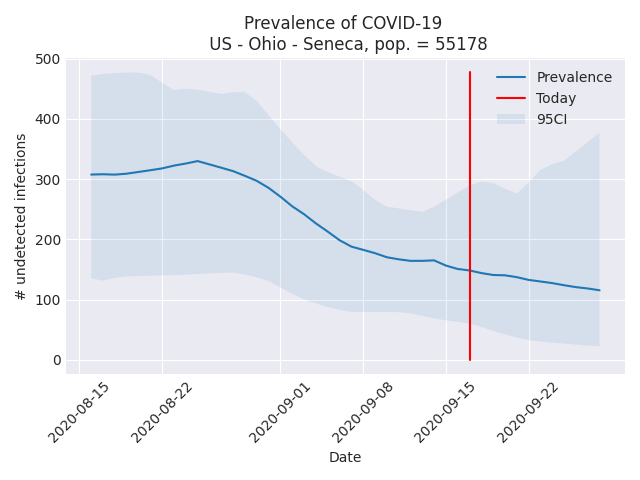 Prevalence of COVID-19
US - Ohio - Seneca, pop. = 55178
500
400
300
200
100
0
# undetected infections
Prevalence
Today
95CI
2020-08-15
2020-08-22
2020-09-01
2020-09-08
2020-09-15
2020-09-22
Date